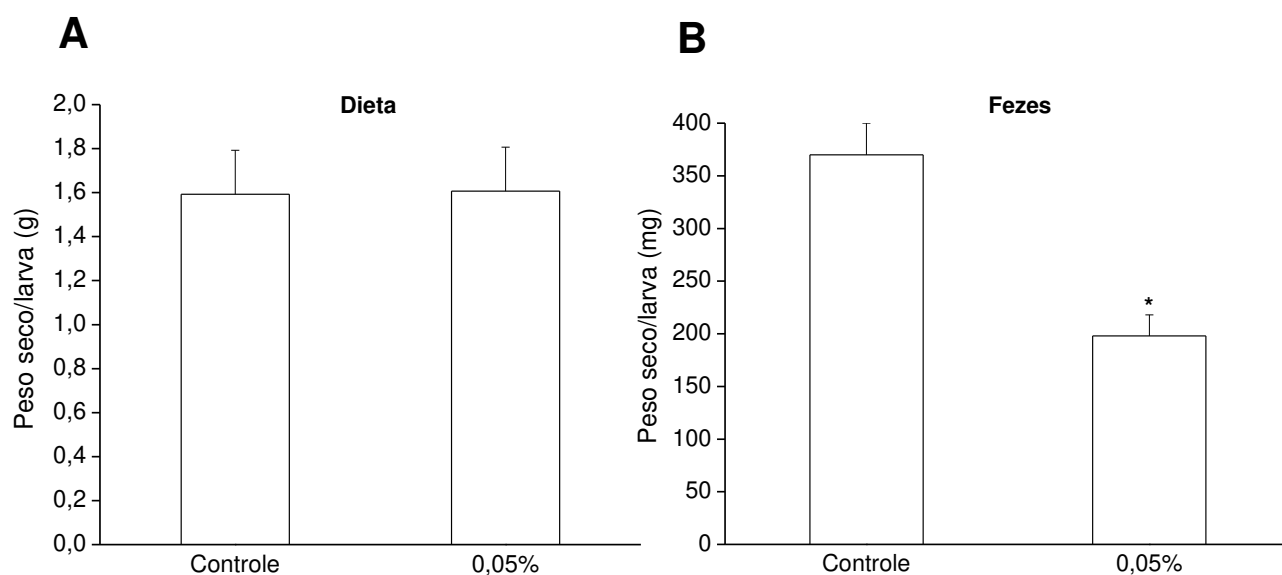 A
Dieta
Peso seco/larva (g)
2,0
1,8
1,6
1,4
1,2
1,0
0,8
0,6
0,4
0,2
0,0
Controle
0,05%
B
Fezes
Peso seco/larva (mg)
400
350
300
250
200
150
100
50
0
*
Controle
0,05%